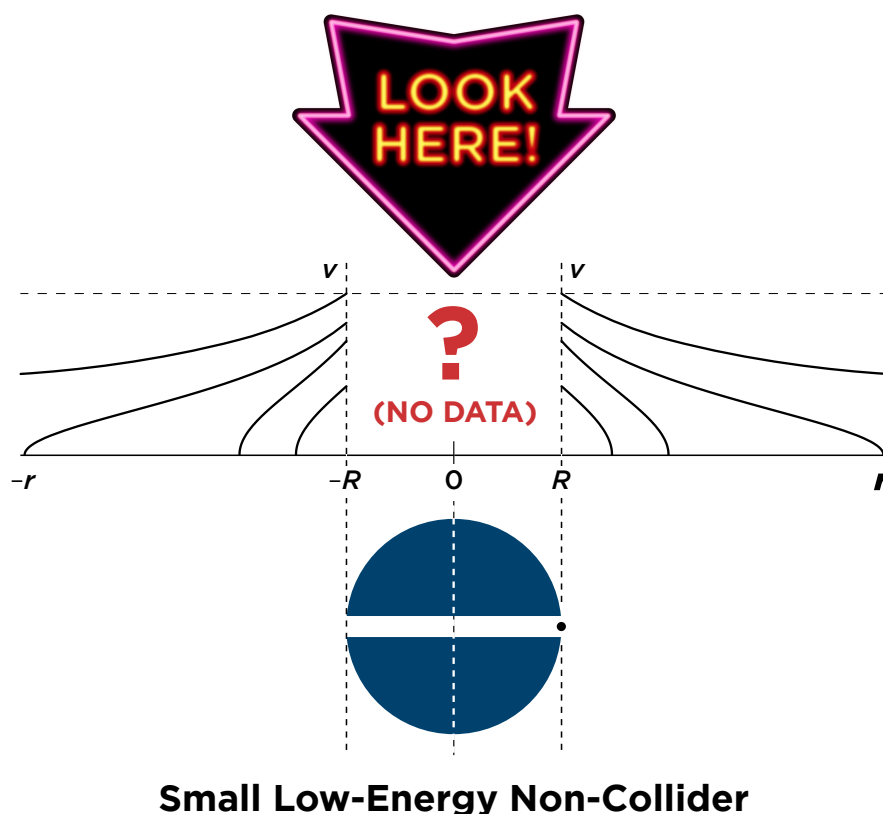 LOOK
HERE!
v v
?
(NO DATA)
–r –R 0 R r
Small Low-Energy Non-Collider